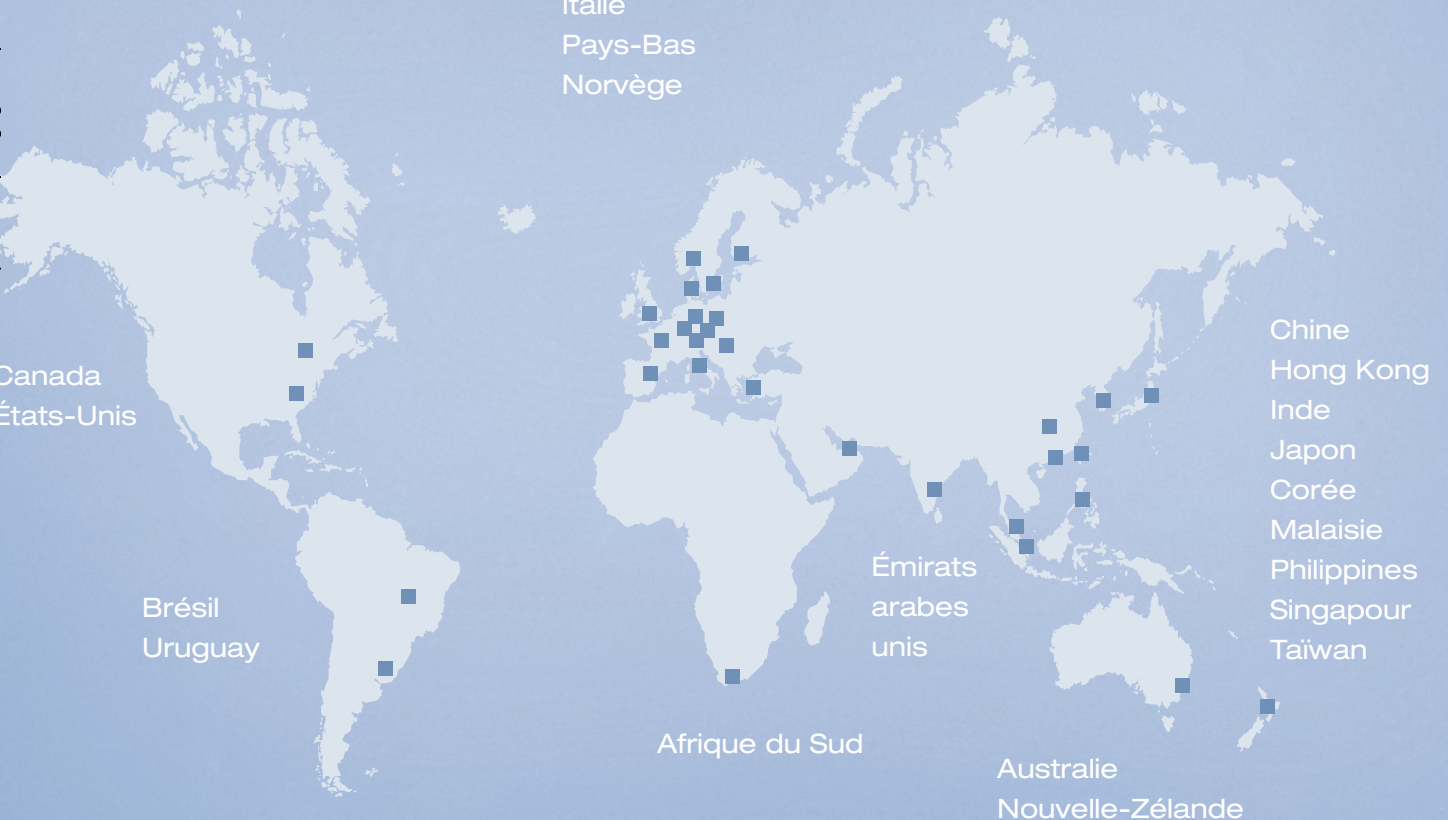 Italie
Pays-Bas
Norvège
Canada
États-Unis
Brésil
Uruguay
Afrique du Sud
Émirats
arabes
unis
Chine
Hong Kong
Inde
Japon
Corée
Malaisie
Philippines
Singapour
Taïwan
Australie
Nouvelle-Zélande